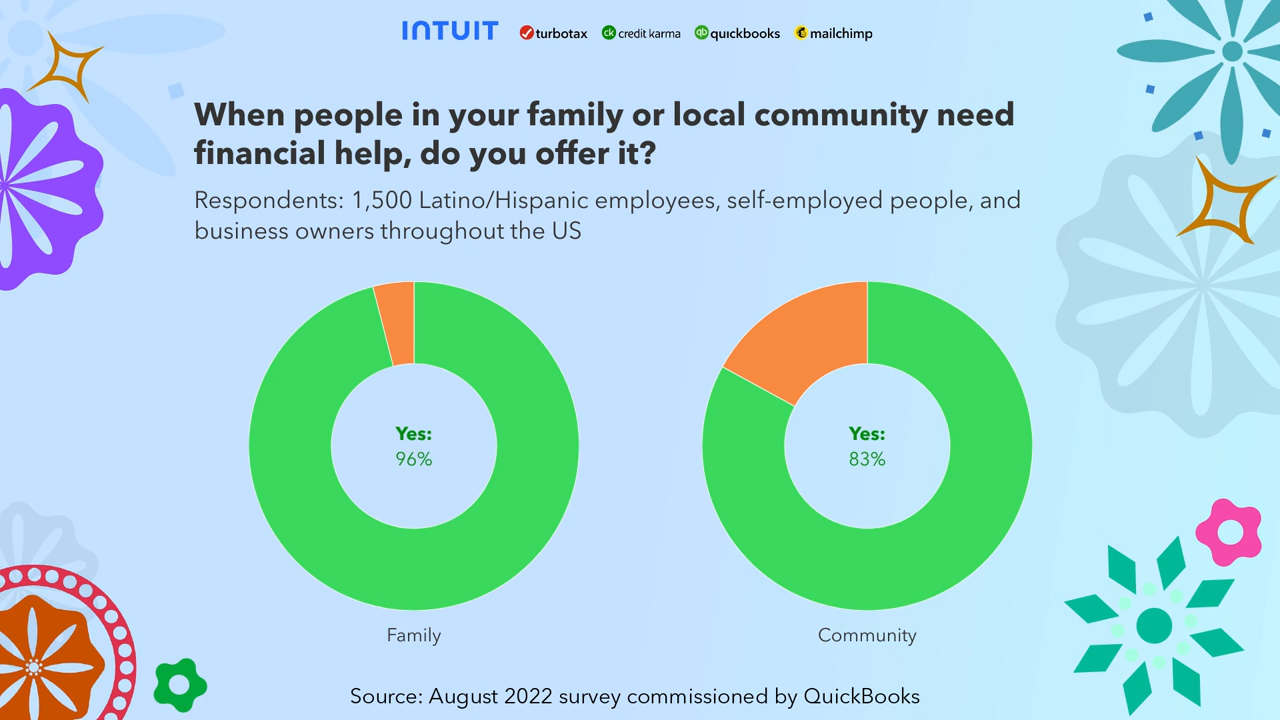 INTUIT turbotax ck credit karma qb quickbooks mailchimp
When people in your family or local community need
financial help, do you offer it?
Respondents: 1,500 Latino/Hispanic employees, self-employed people, and
business owners throughout the US
Yes:
96%
Yes:
83%
Family
Community
Source: August 2022 survey commissioned by QuickBooks